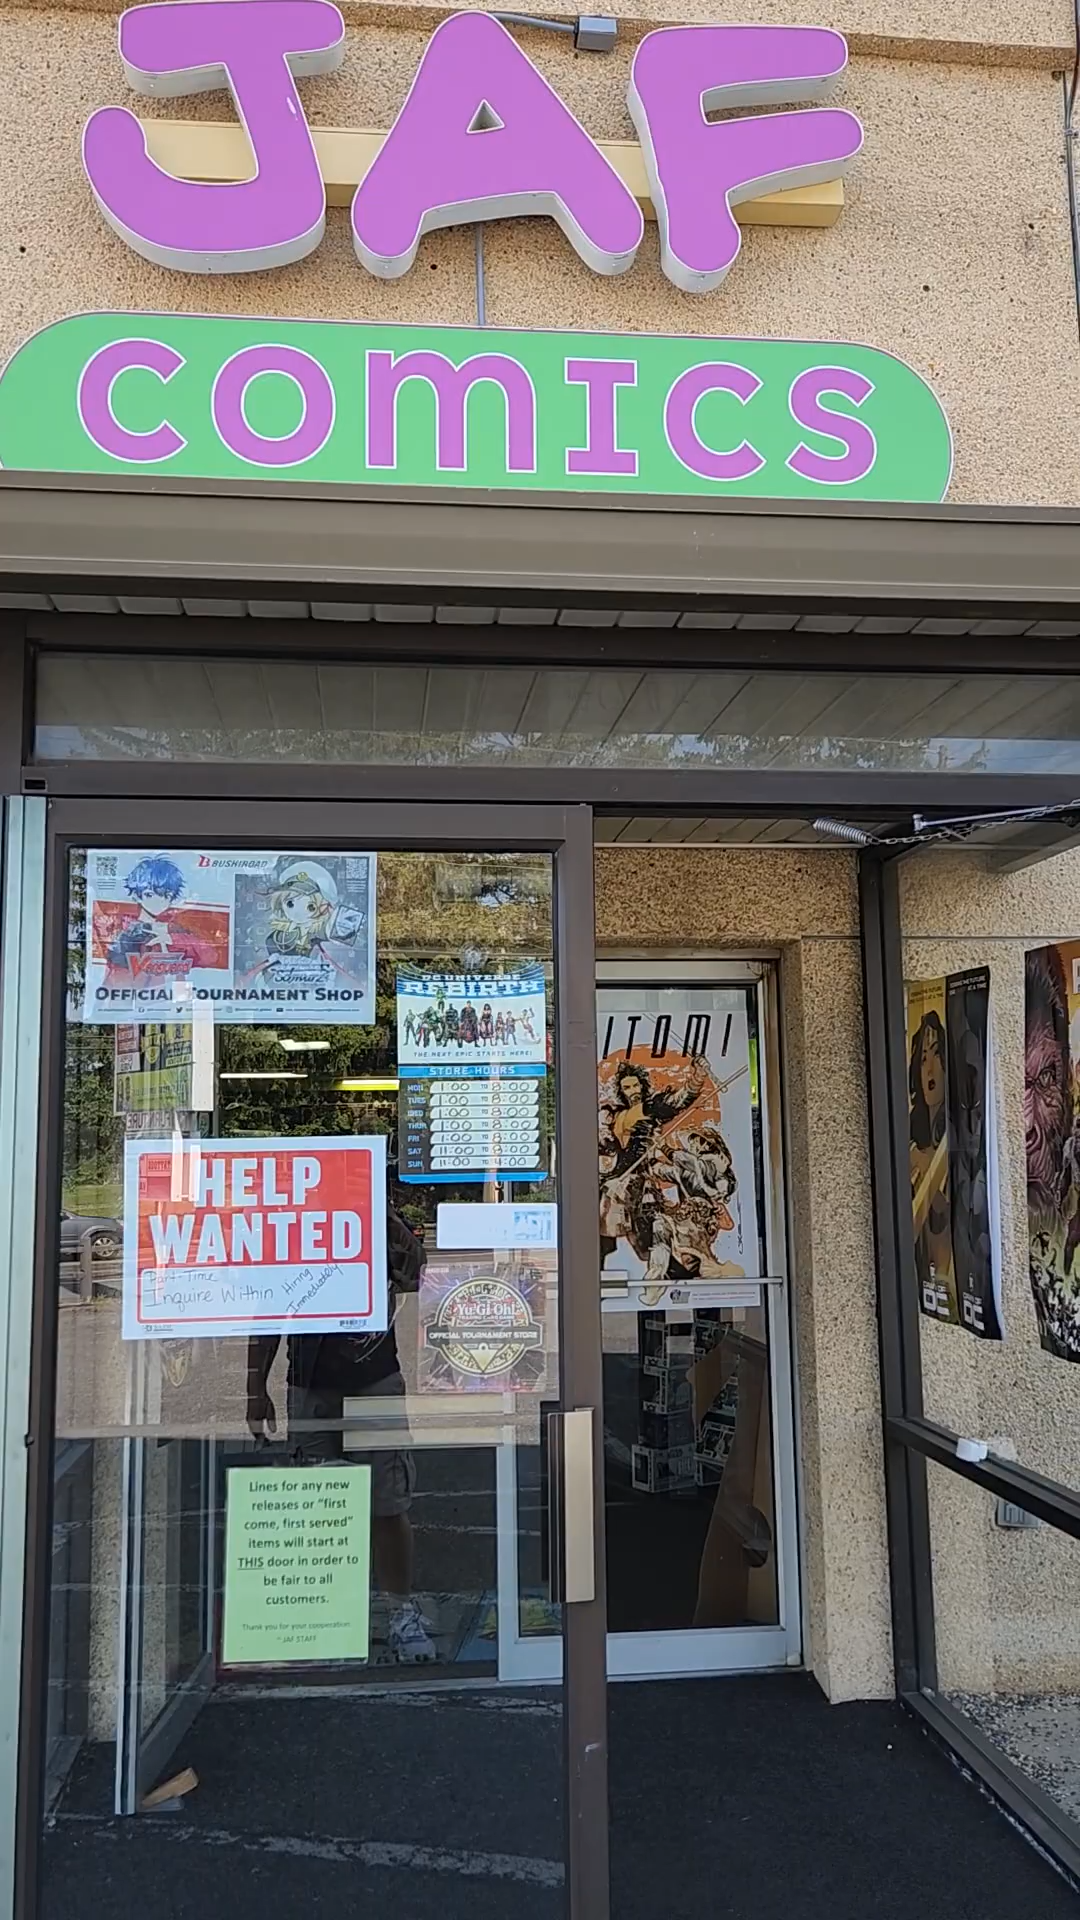 JAF
COMICS
BUSHIROAD
Vanguard
OFFICIAL TOURNAMENT SHOP
DC UNIVERSE
REBIRTH
THE NEXT EPIC STARTS HERE!
STORE HOURS
MON 1:00 TO 8:00
TUES 1:00 TO 8:00
WED 1:00 TO 8:00
THUR 1:00 TO 8:00
FRI 1:00 TO 8:00
SAT 11:00 TO 8:00
SUN 11:00 TO 4:00
HELP
WANTED
Part-Time
Inquire Within Hiring
Immediately
Yu-Gi-Oh!
OFFICIAL TOURNAMENT STORE
Lines for any new
releases or "first
come, first served"
items will start at
THIS door in order to
be fair to all
customers.
Thank you for your cooperation.
~ JAF STAFF
ITOMI